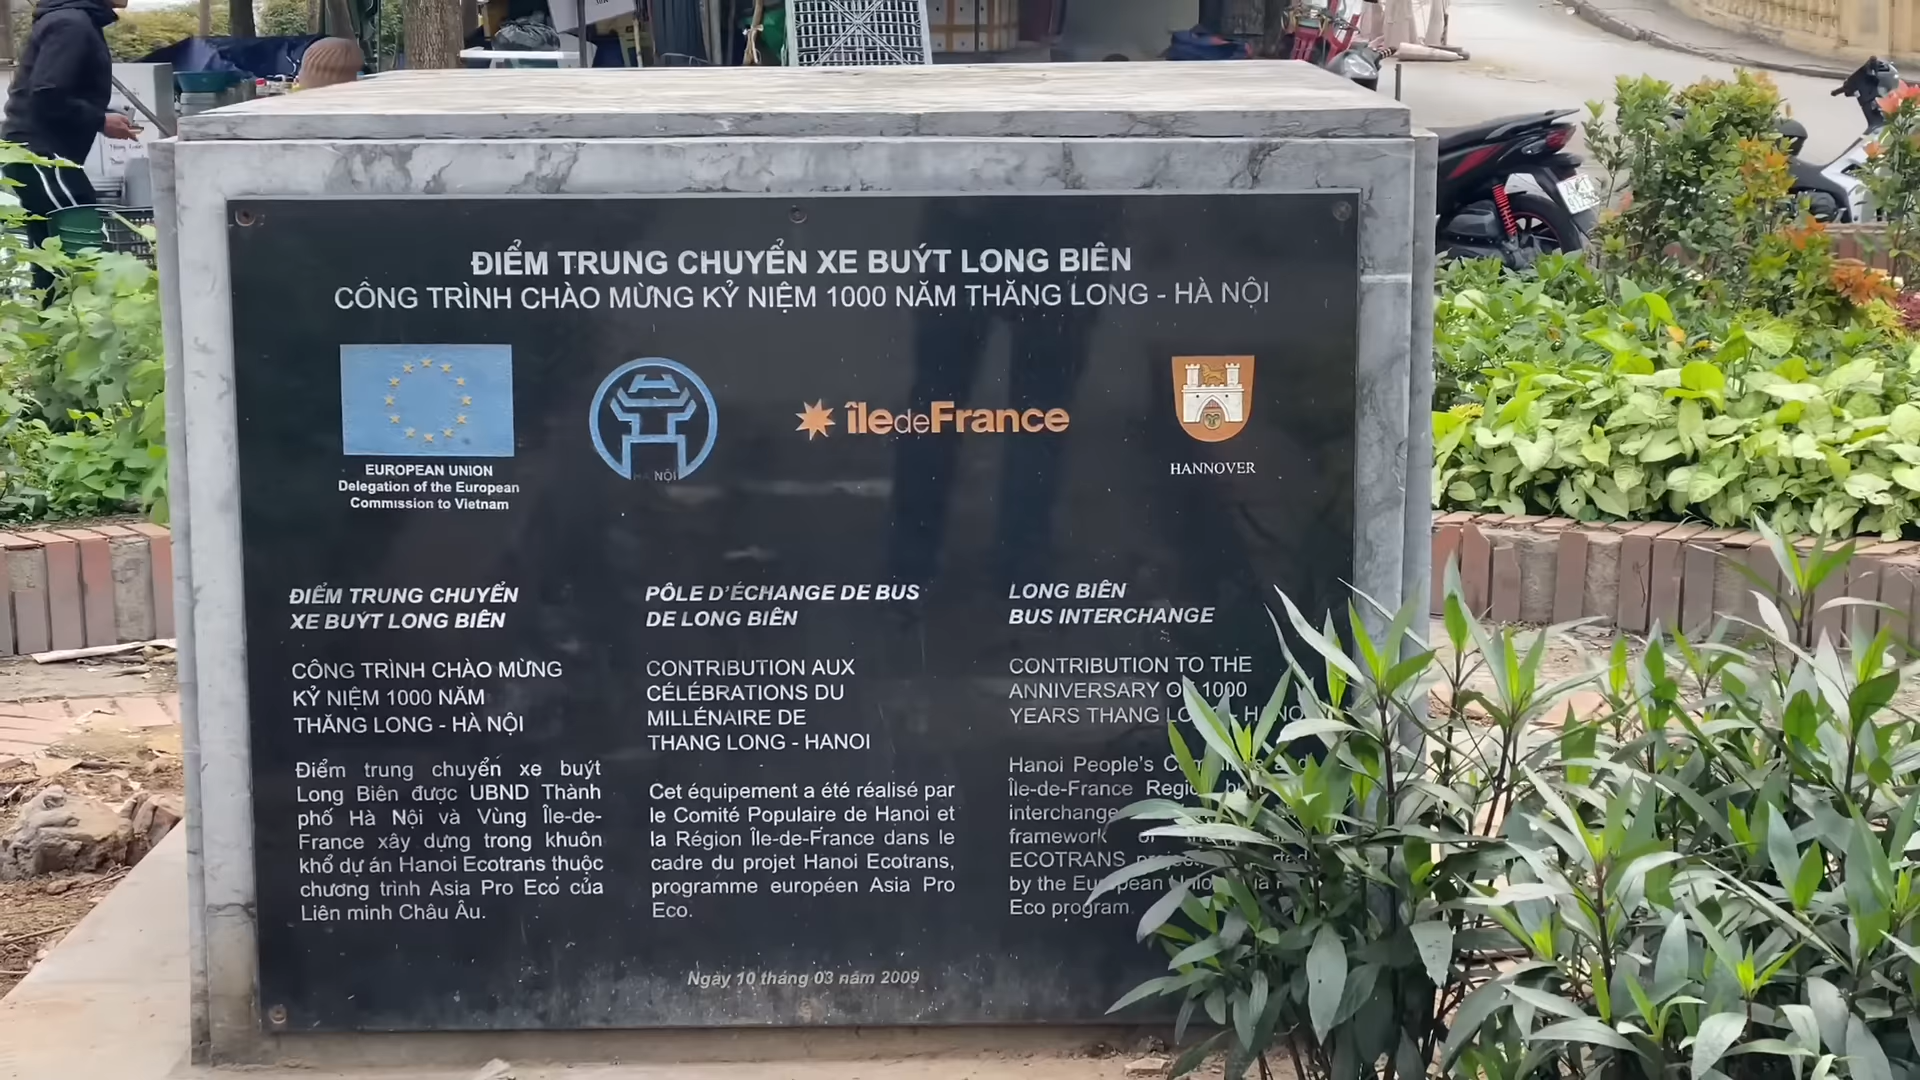 ĐIỂM TRUNG CHUYỂN XE BUÝT LONG BIÊN
CÔNG TRÌNH CHÀO MỪNG KỶ NIỆM 1000 NĂM THĂNG LONG - HÀ NỘI
EUROPEAN UNION
Delegation of the European
Commission to Vietnam
HÀ NỘI
îledeFrance
HANNOVER
ĐIỂM TRUNG CHUYỂN
XE BUÝT LONG BIÊN
CÔNG TRÌNH CHÀO MỪNG
KỶ NIỆM 1000 NĂM
THĂNG LONG - HÀ NỘI
Điểm trung chuyển xe buýt
Long Biên được UBND Thành
phố Hà Nội và Vùng Île-de-
France xây dựng trong khuôn
khổ dự án Hanoi Ecotrans thuộc
chương trình Asia Pro Eco của
Liên minh Châu Âu.
PÔLE D'ÉCHANGE DE BUS
DE LONG BIÊN
CONTRIBUTION AUX
CÉLÉBRATIONS DU
MILLÉNAIRE DE
THANG LONG - HANOI
Cet équipement a été réalisé par
le Comité Populaire de Hanoi et
la Région Île-de-France dans le
cadre du projet Hanoi Ecotrans,
programme européen Asia Pro
Eco.
LONG BIÊN
BUS INTERCHANGE
CONTRIBUTION TO THE
ANNIVERSARY OF 1000
YEARS THANG LONG - HANOI
Hanoi People's
Île-de-France
interchange
framework
ECOTRANS
by the European
Eco program.
Ngày 10 tháng 03 năm 2009